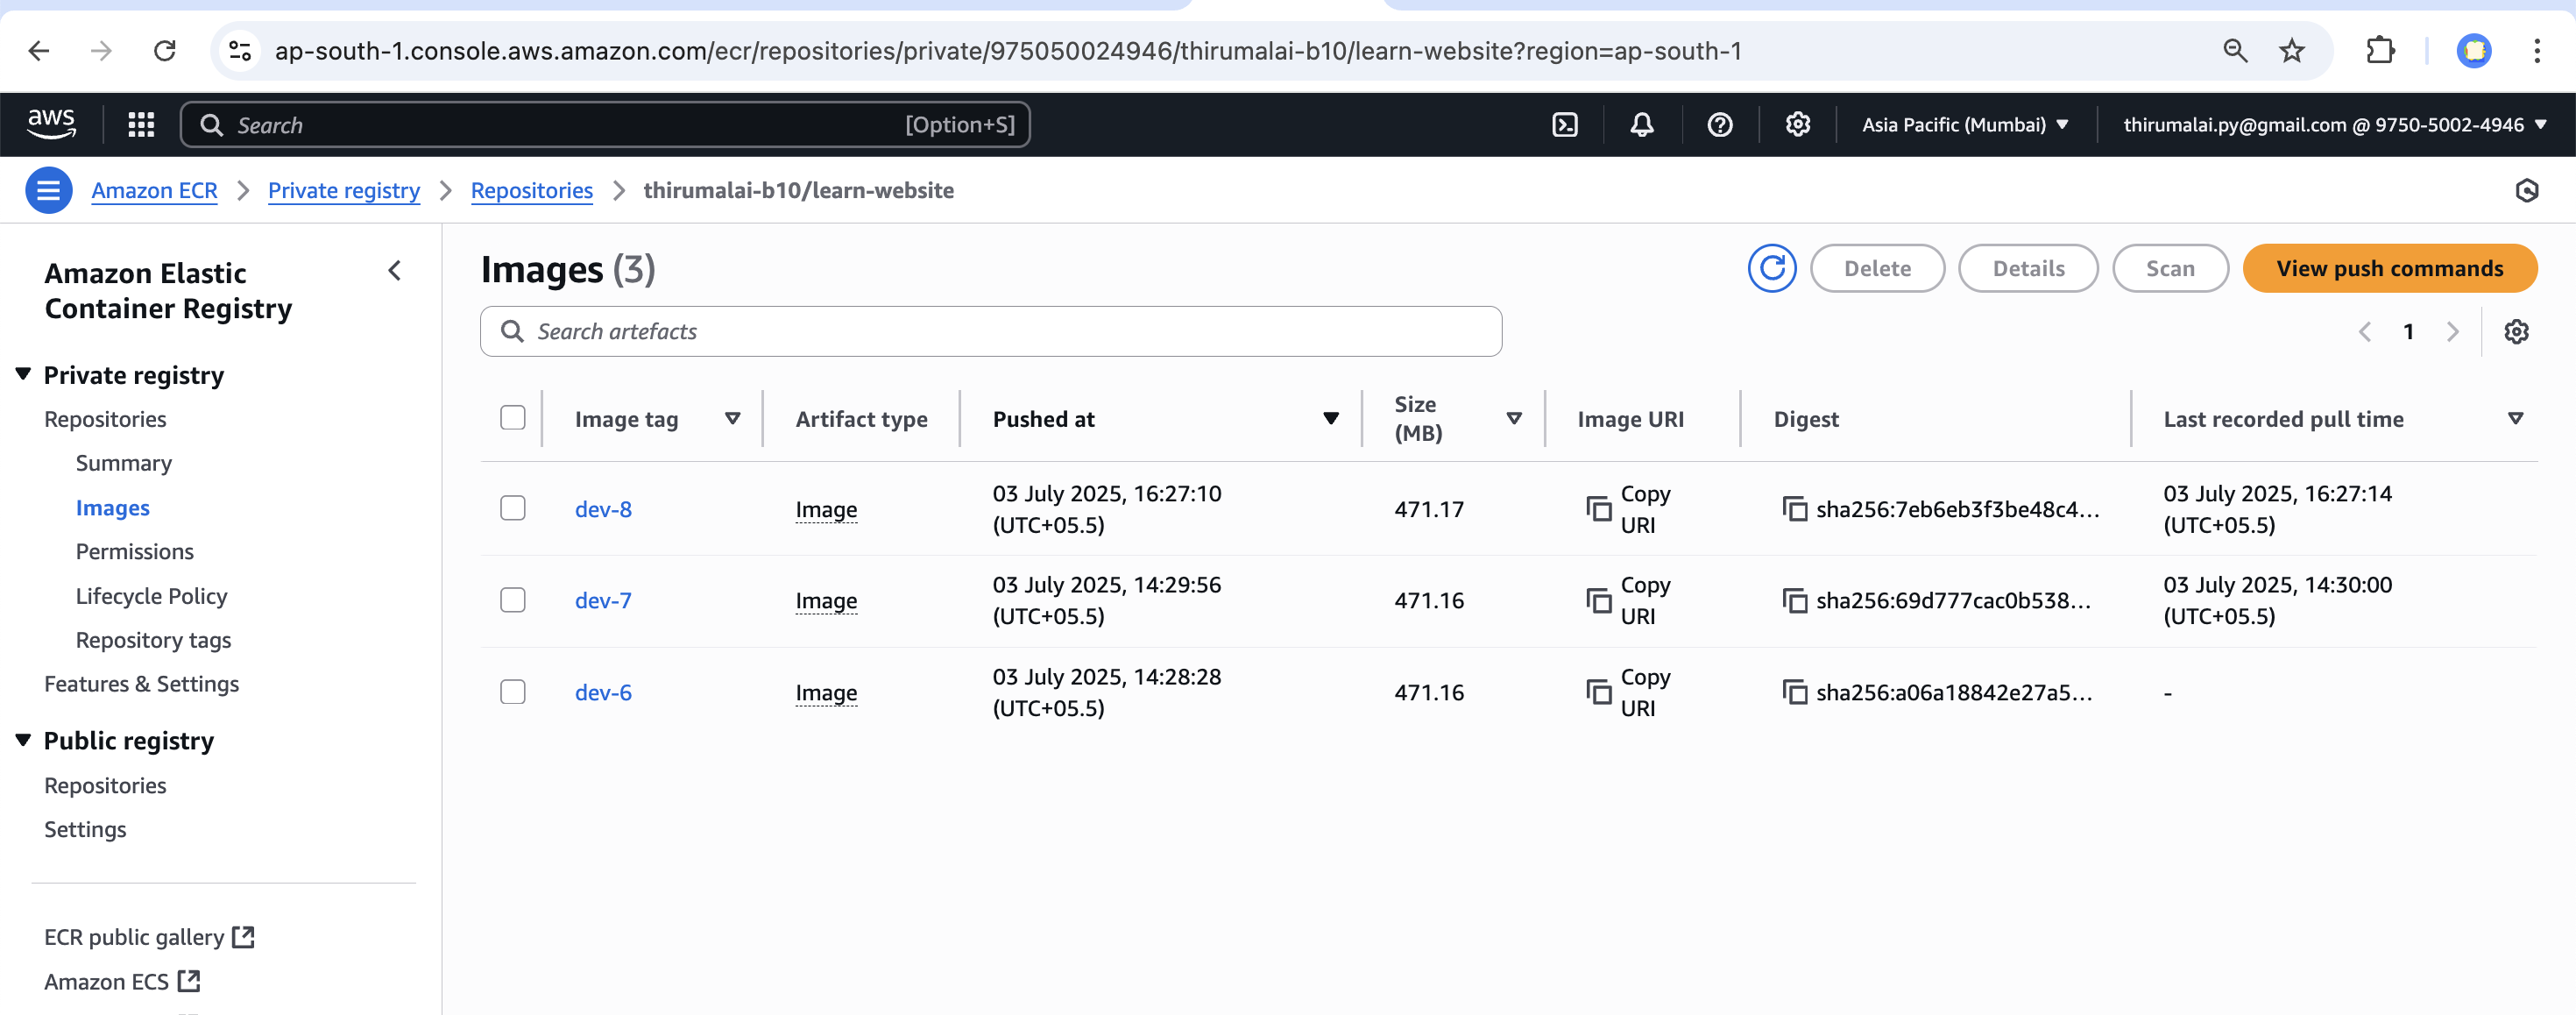 ap-south-1.console.aws.amazon.com/ecr/repositories/private/975050024946/thirumalai-b10/learn-website?region=ap-south-1
aws
Search
[Option+S]
Asia Pacific (Mumbai)
thirumalai.py@gmail.com @ 9750-5002-4946
Amazon ECR
Private registry
Repositories
thirumalai-b10/learn-website
Amazon Elastic
Container Registry
Private registry
Repositories
Summary
Images
Permissions
Lifecycle Policy
Repository tags
Features & Settings
Public registry
Repositories
Settings
ECR public gallery
Amazon ECS
Images (3)
Delete
Details
Scan
View push commands
Search artefacts
1
Image tag
Artifact type
Pushed at
Size
(MB)
Image URI
Digest
Last recorded pull time
dev-8
Image
03 July 2025, 16:27:10
(UTC+05.5)
471.17
Copy
URI
sha256:7eb6eb3f3be48c4...
03 July 2025, 16:27:14
(UTC+05.5)
dev-7
Image
03 July 2025, 14:29:56
(UTC+05.5)
471.16
Copy
URI
sha256:69d777cac0b538...
03 July 2025, 14:30:00
(UTC+05.5)
dev-6
Image
03 July 2025, 14:28:28
(UTC+05.5)
471.16
Copy
URI
sha256:a06a18842e27a5...
-